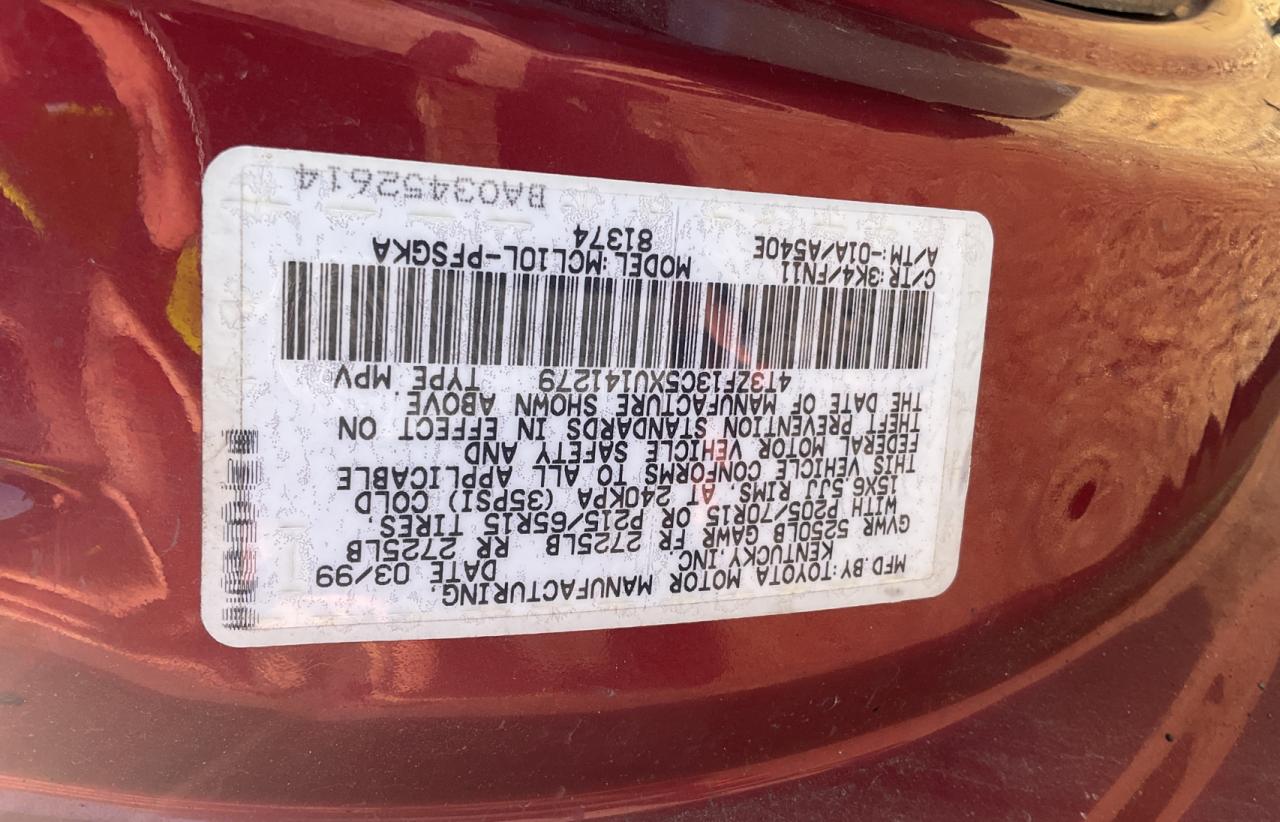 MFD.BY:TOYOTA MOTOR MANUFACTURING.
KENTUCKY.INC. DATE 03/99
GVWR 5250LB GAWR FR 2725LB RR 2725LB
WITH P205/70R15 OR P215/65R15 TIRES.
15X6 5JJ RIMS. AT 240KPA (35PSI) COLD
THIS VEHICLE CONFORMS TO ALL APPLICABLE
FEDERAL MOTOR VEHICLE SAFETY AND
THEFT PREVENTION STANDARDS IN EFFECT ON
THE DATE OF MANUFACTURE SHOWN ABOVE.
4T3ZF13C5XU141279 TYPE MPV
C/TR:3K4/FN11 MODEL:MCL10L-PFSGKA
A/TM-01A/A540E 81374
BA03452614